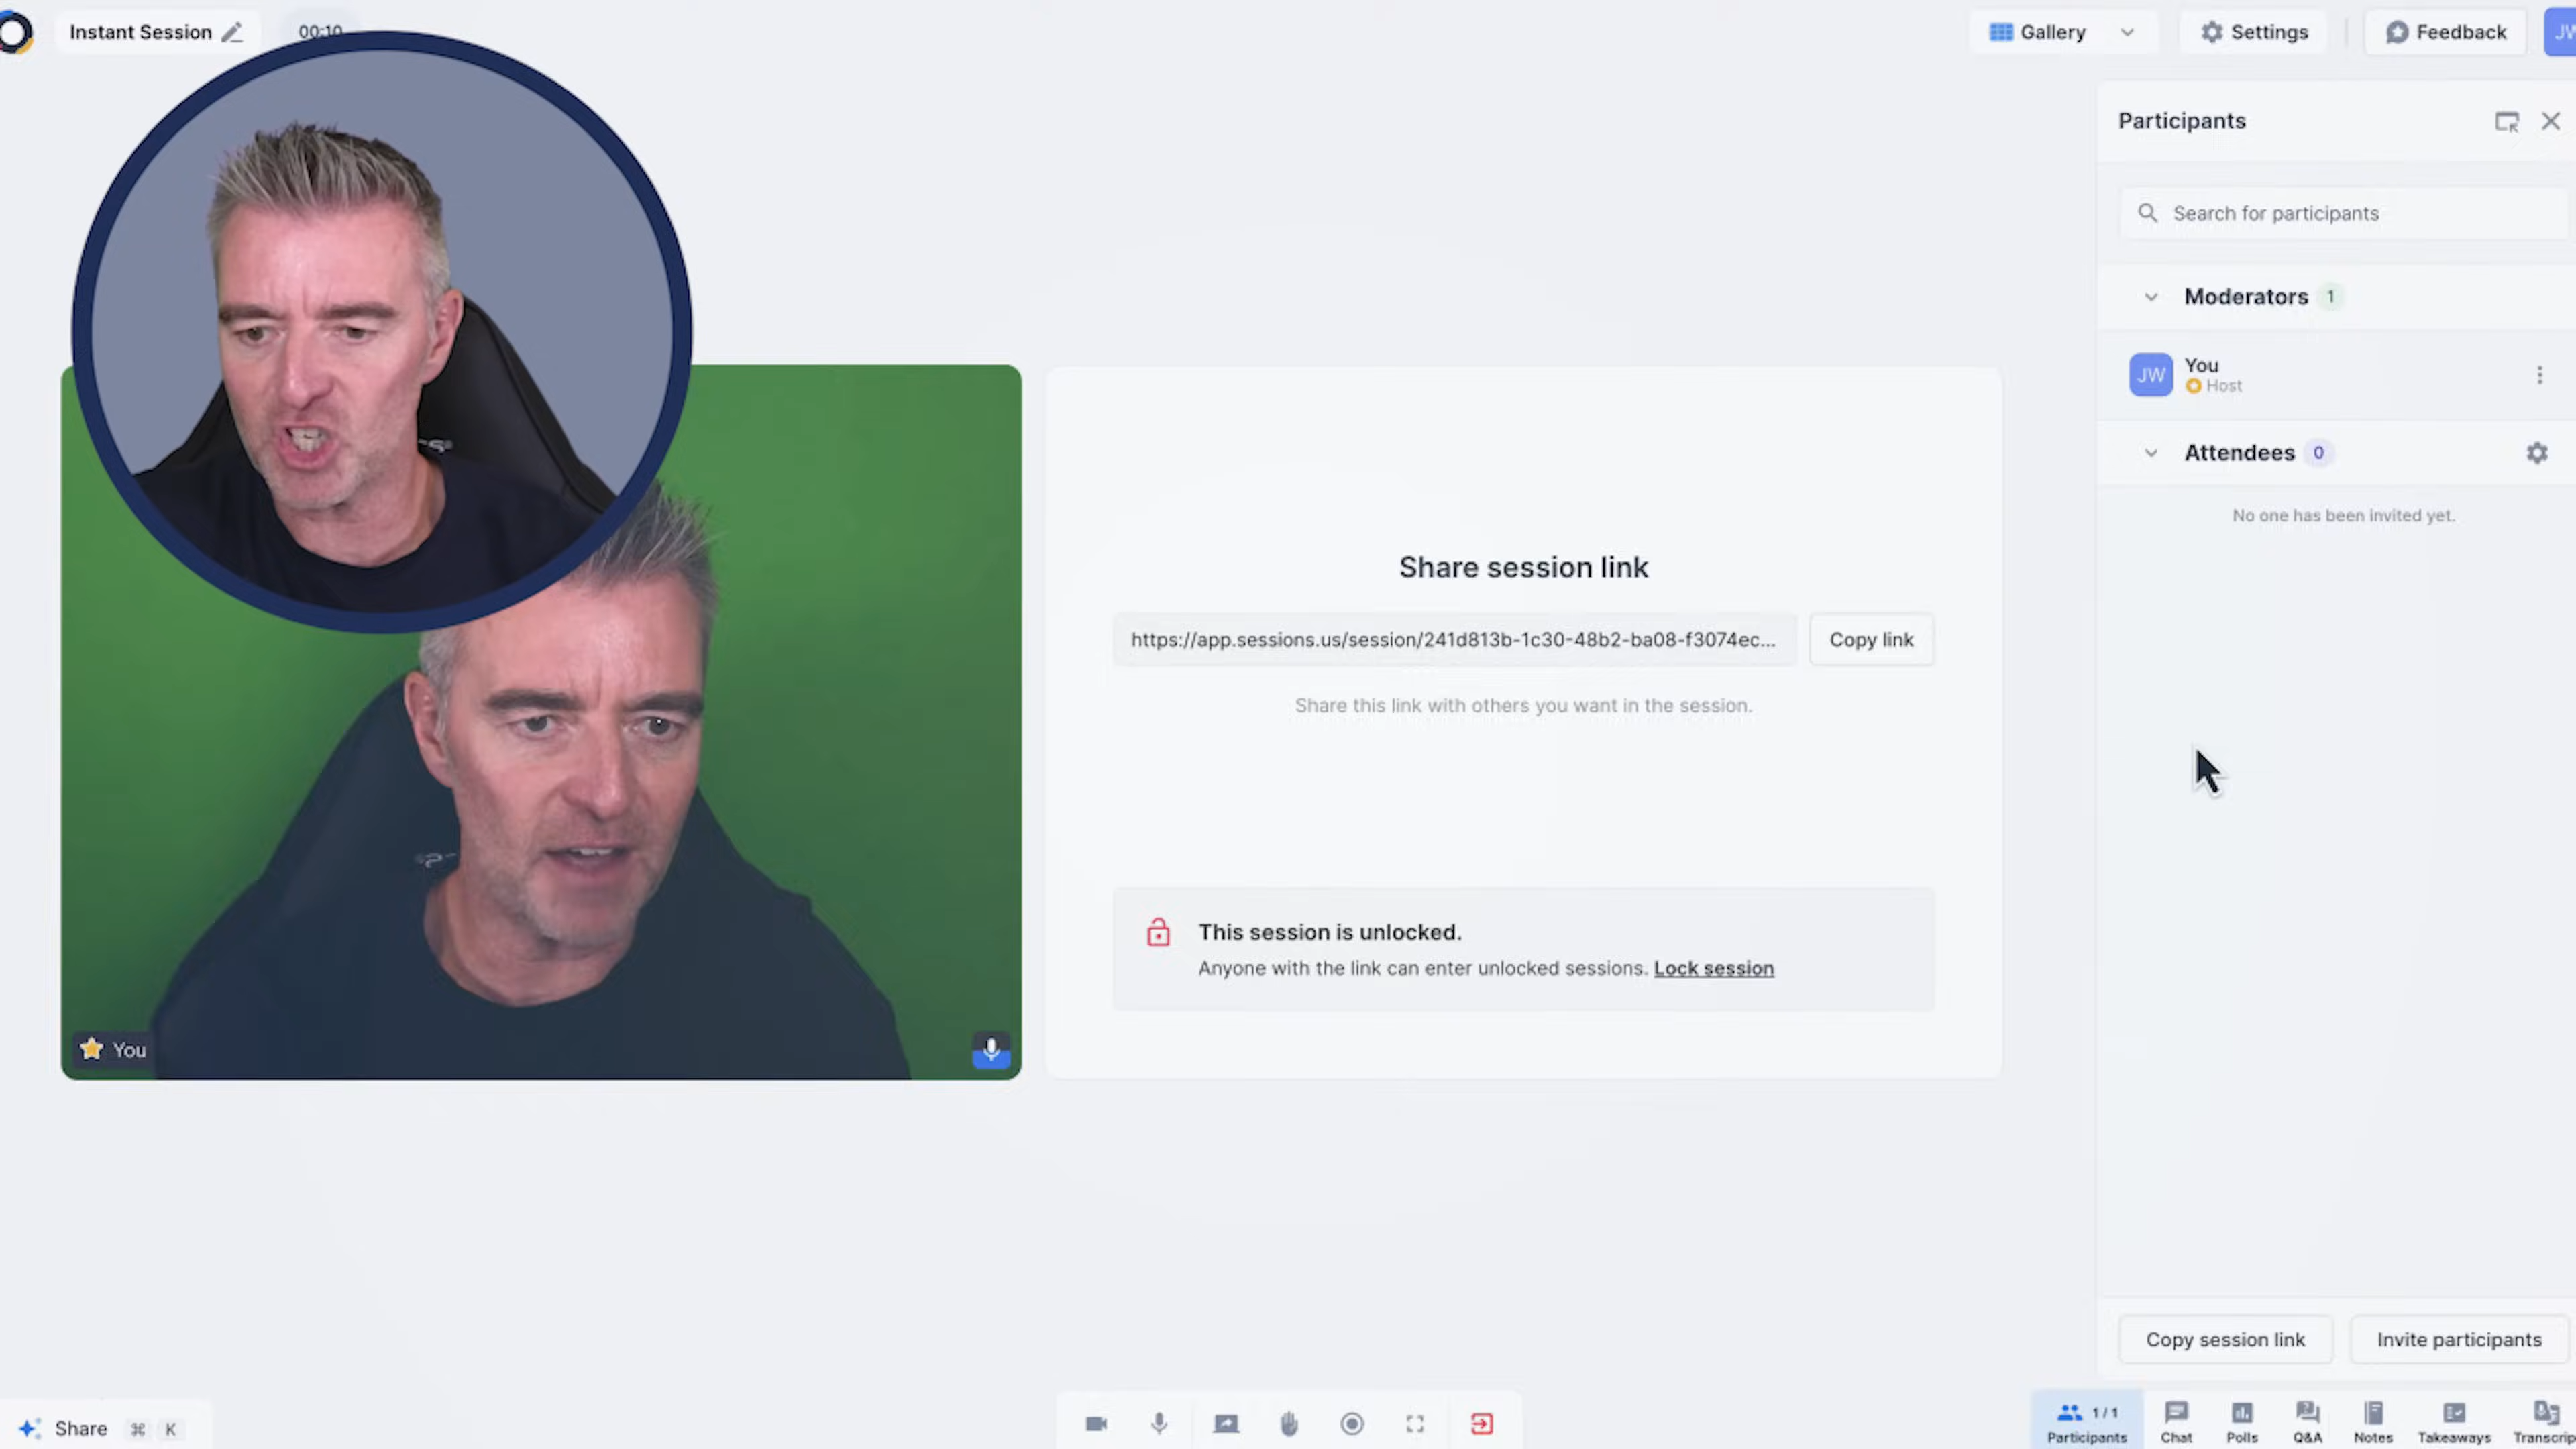 Instant Session
00:10
Gallery
Settings
Feedback
JW
Participants
Search for participants
Moderators 1
JW
You
Host
Attendees 0
No one has been invited yet.
Share session link
https://app.sessions.us/session/241d813b-1c30-48b2-ba08-f3074ec...
Copy link
Share this link with others you want in the session.
This session is unlocked.
Anyone with the link can enter unlocked sessions. Lock session
You
Copy session link
Invite participants
Share ⌘ K
1/1
Participants
Chat
Polls
Q&A
Notes
Takeaways
Transcrip